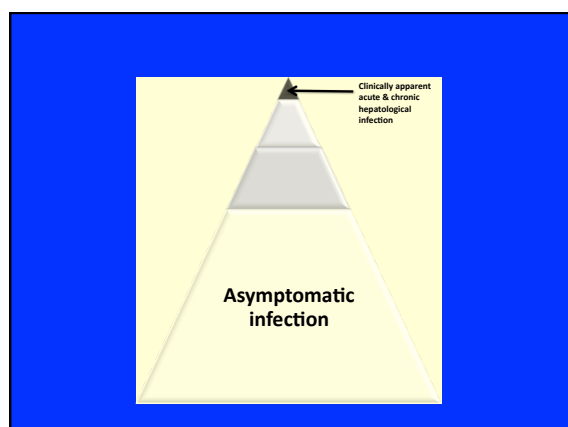 Clinically apparent
acute & chronic
hepatological
infection
Asymptomatic
infection